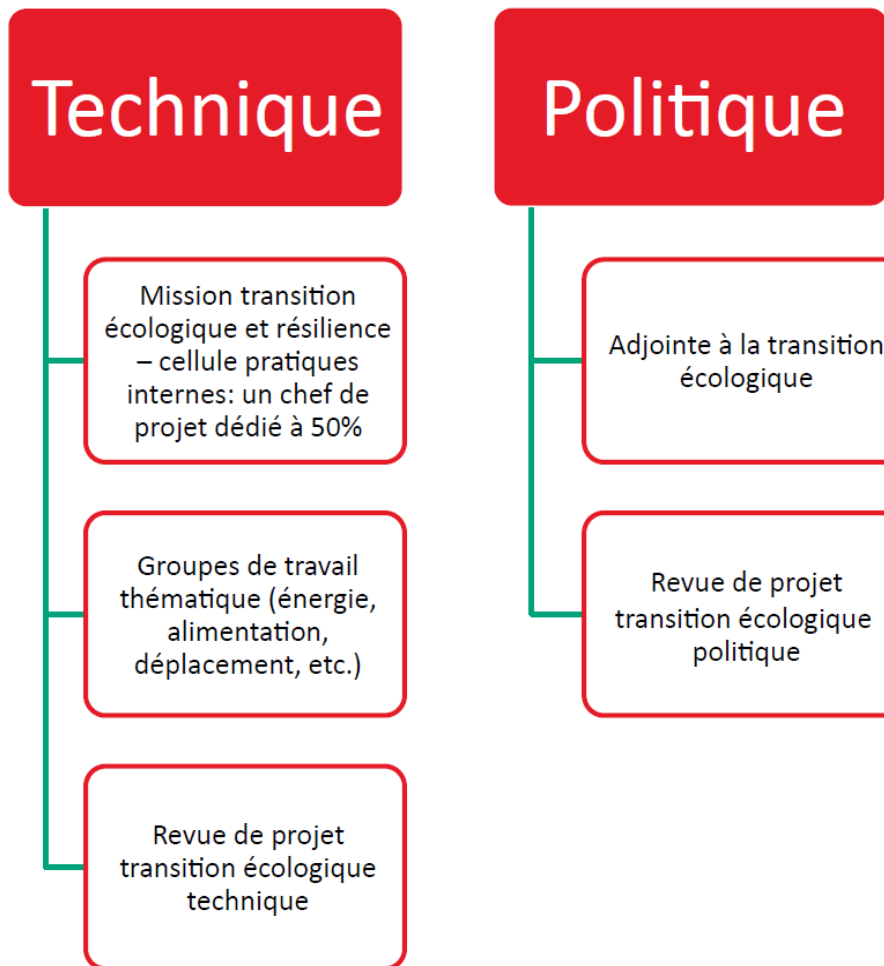 Technique
Mission transition
écologique et résilience
– cellule pratiques
internes: un chef de
projet dédié à 50%
Groupes de travail
thématique (énergie,
alimentation,
déplacement, etc.)
Revue de projet
transition écologique
technique
Politique
Adjointe à la transition
écologique
Revue de projet
transition écologique
politique